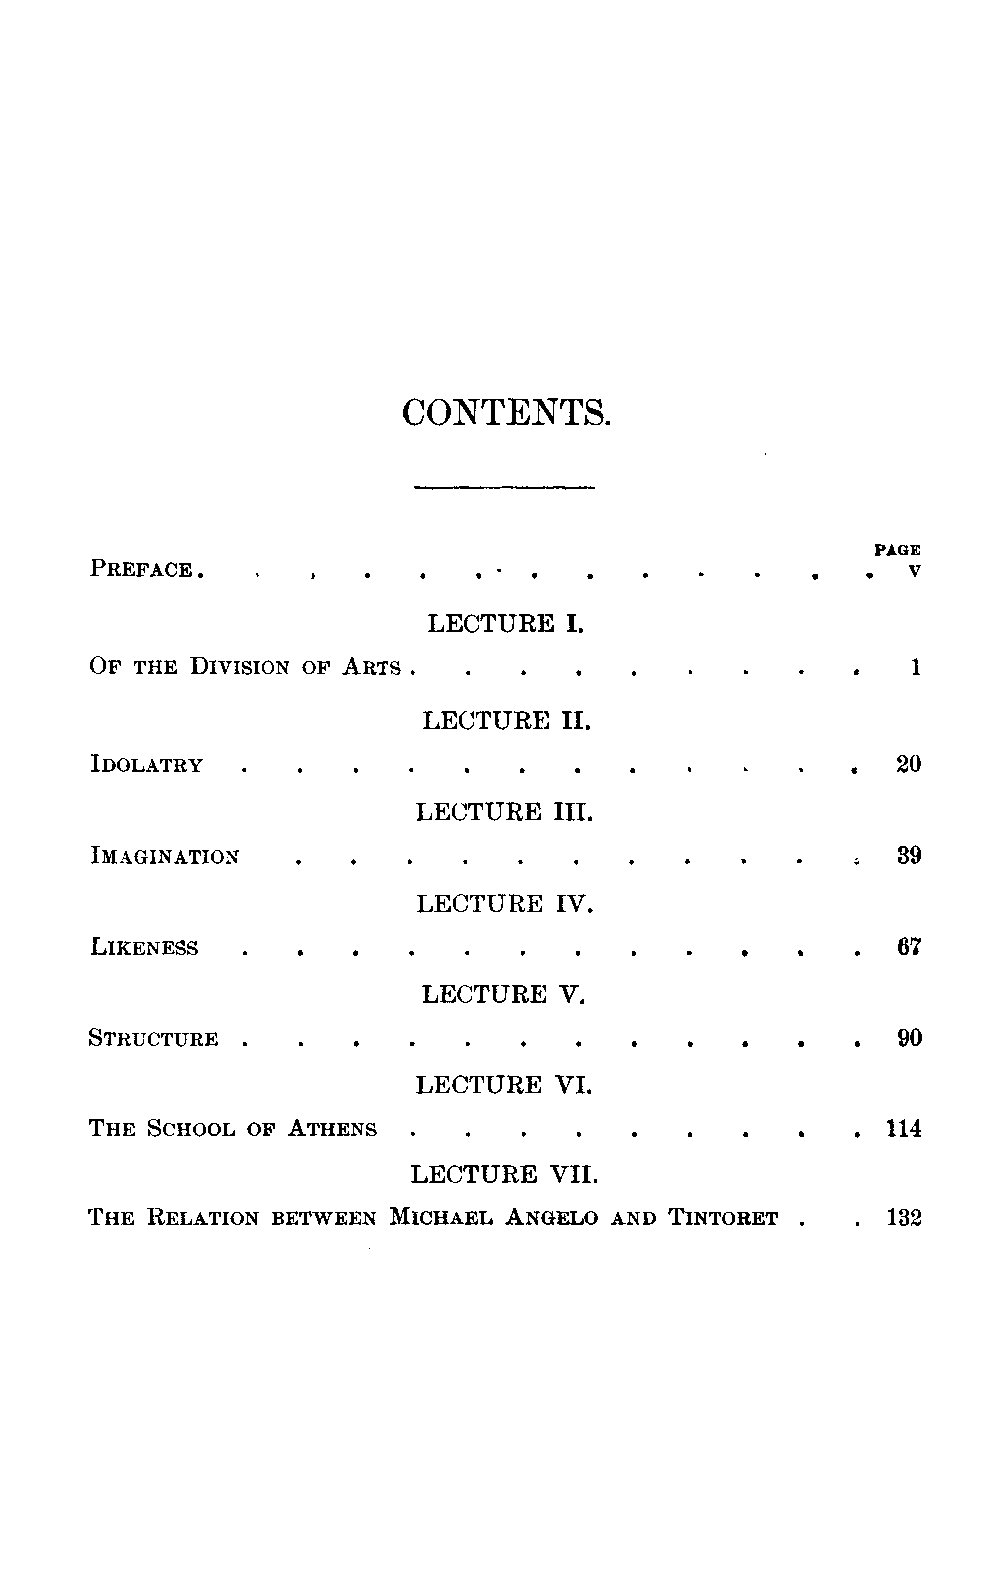 CONTENTS.
PAGE
PREFACE. . . . . . . . . . . . . V
LECTURE I.
OF THE DIVISION OF ARTS . . . . . . . . . 1
LECTURE II.
IDOLATRY . . . . . . . . . . . . 20
LECTURE III.
IMAGINATION . . . . . . . . . . . 39
LECTURE IV.
LIKENESS . . . . . . . . . . . . 67
LECTURE V.
STRUCTURE . . . . . . . . . . . . 90
LECTURE VI.
THE SCHOOL OF ATHENS . . . . . . . . . 114
LECTURE VII.
THE RELATION BETWEEN MICHAEL ANGELO AND TINTORET . . 132